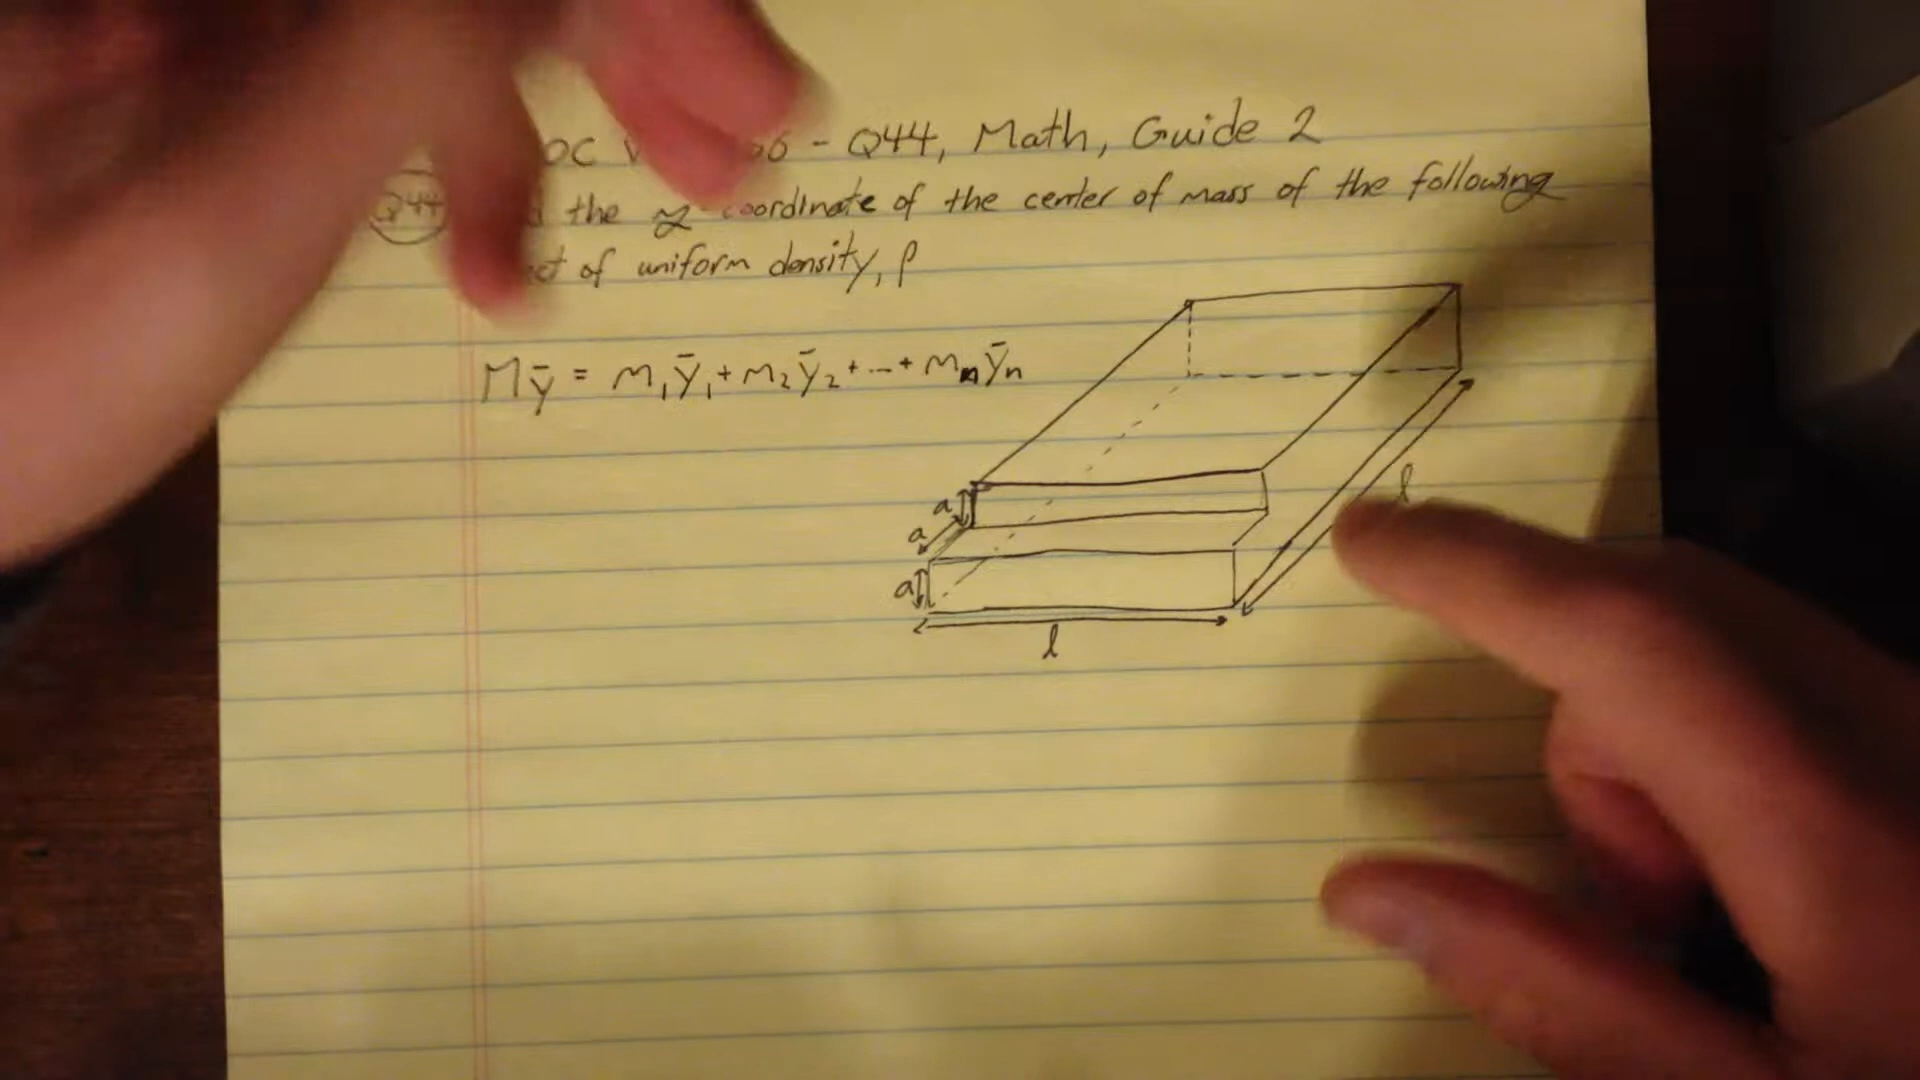 - Q44, Math, Guide 2
Q44 the coordinate of the center of mass of the following
of uniform density, ρ
Mȳ = m₁ȳ₁ + m₂ȳ₂ + ... + mₙȳₙ
l
a
a
a
l